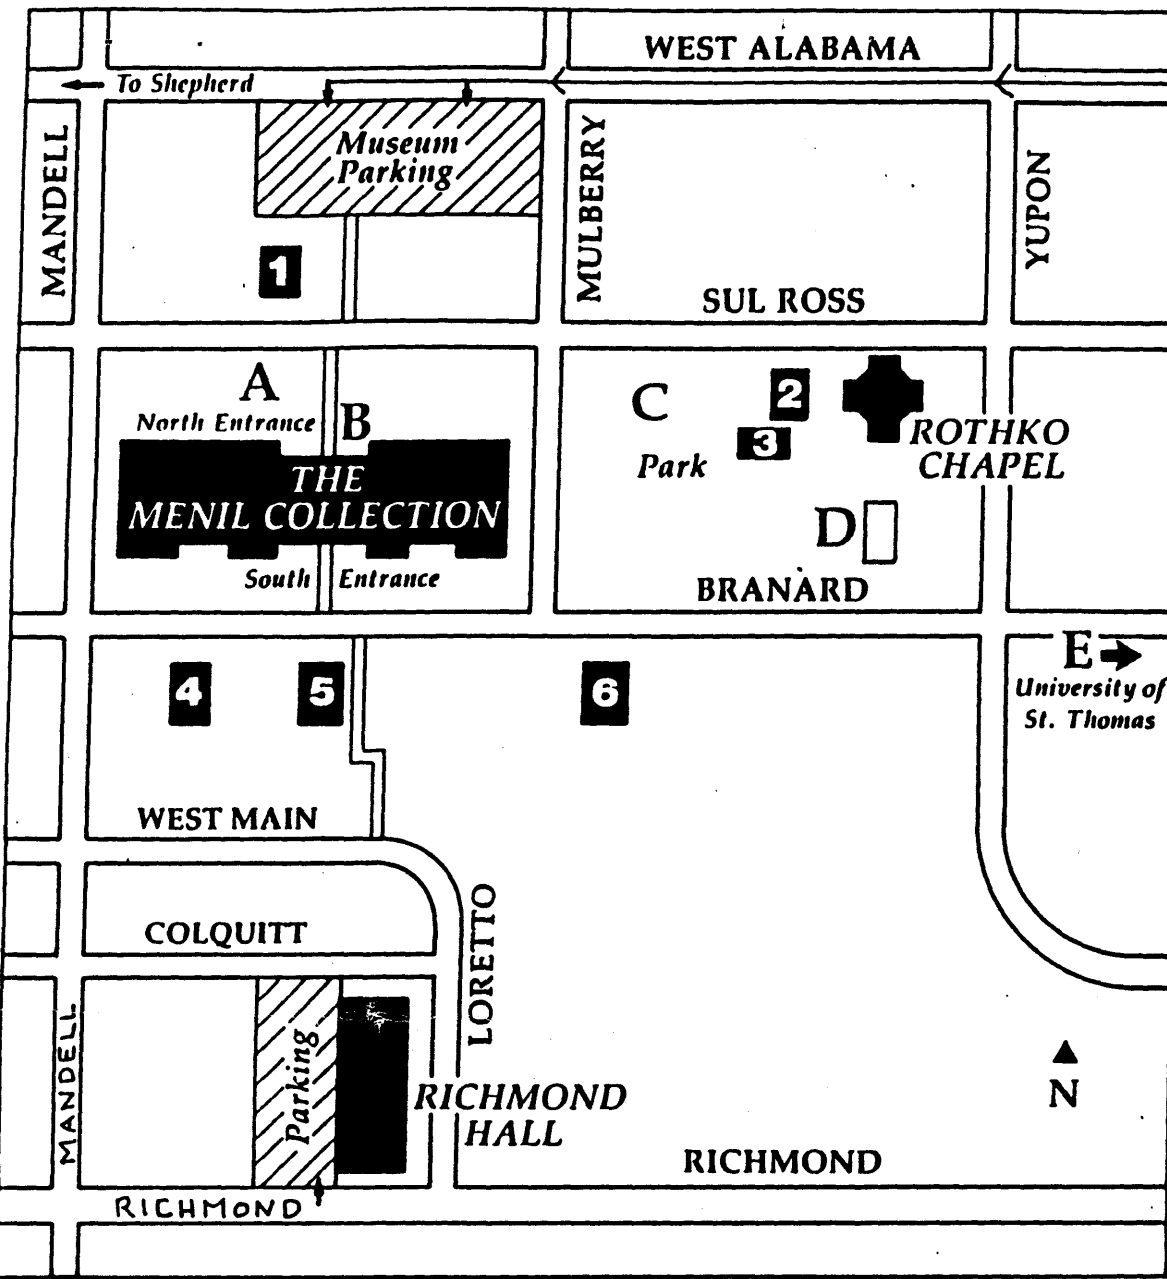 WEST ALABAMA
To Shepherd
Museum
Parking
MANDELL
MULBERRY
YUPON
1
SUL ROSS
A
North Entrance
B
C
Park
2
3
ROTHKO
CHAPEL
THE
MENIL COLLECTION
D
South Entrance
BRANARD
E
University of
St. Thomas
4
5
6
WEST MAIN
COLQUITT
LORETTO
MANDELL
Parking
RICHMOND
HALL
N
RICHMOND
RICHMOND